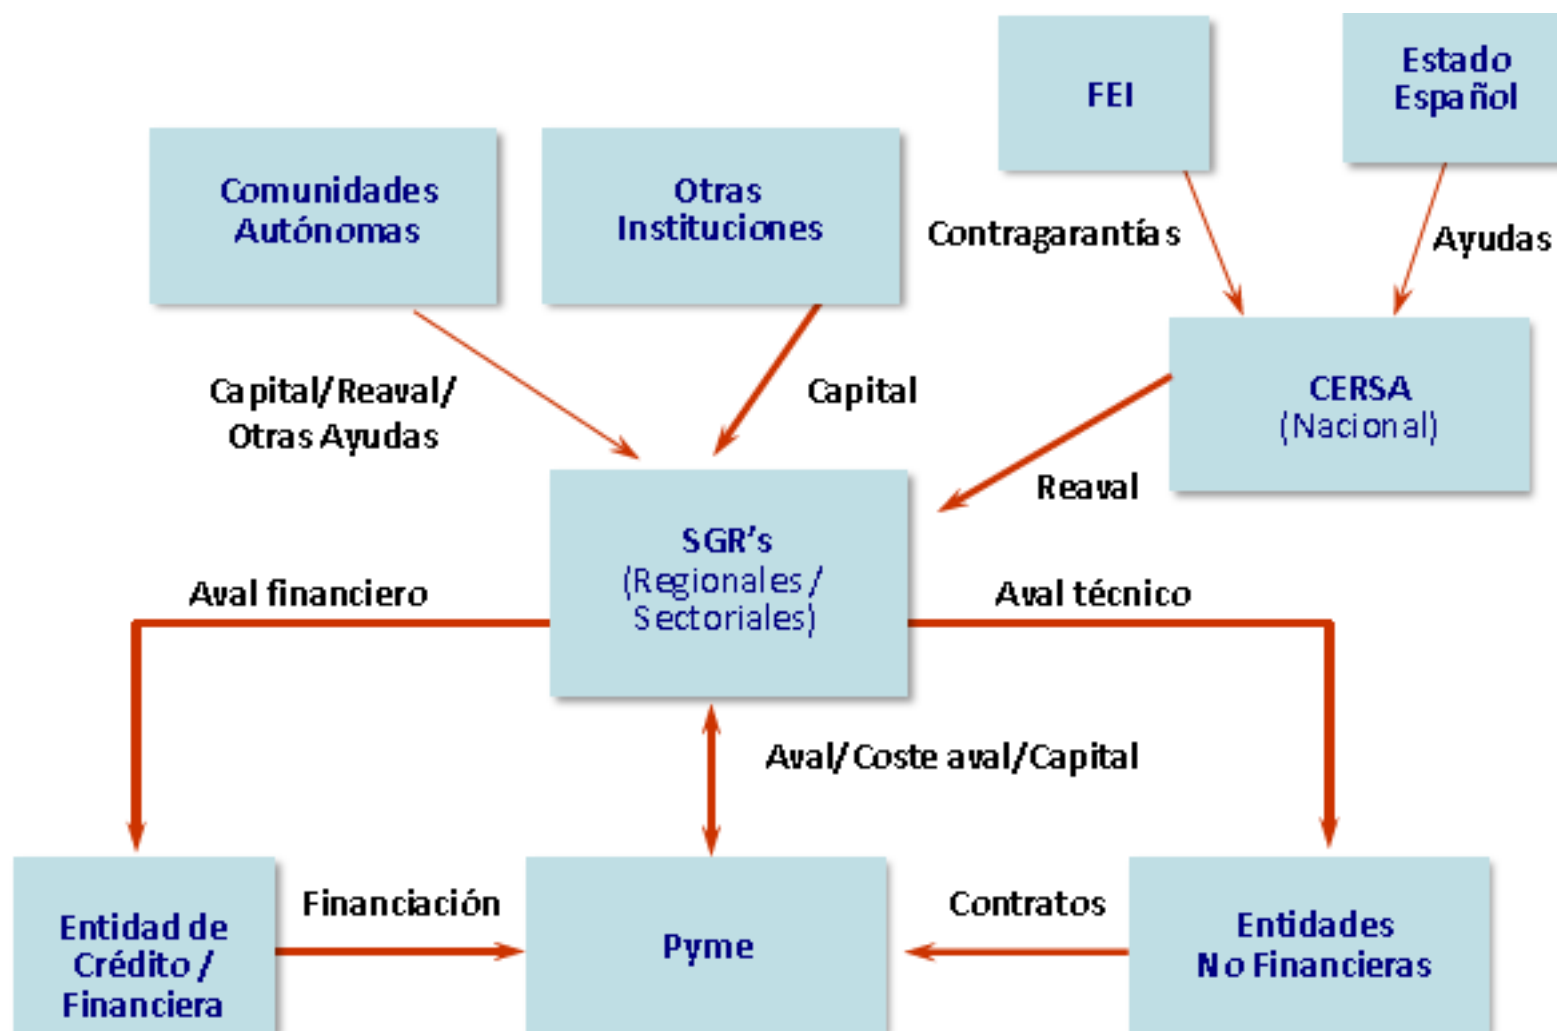 FEI
Estado
Español
Comunidades
Autónomas
Otras
Instituciones
Contragarantías
Ayudas
Capital/Reaval/
Otras Ayudas
Capital
CERSA
(Nacional)
Reaval
SGR's
(Regionales /
Sectoriales)
Aval financiero
Aval técnico
Aval/Coste aval/Capital
Entidad de
Crédito /
Financiera
Financiación
Pyme
Contratos
Entidades
No Financieras